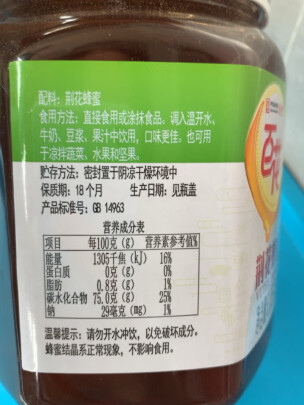 配料：荆花蜂蜜
食用方法：直接食用或涂抹食品。调入温开水、
牛奶、豆浆、果汁中饮用，口味更佳。也可用
于凉拌蔬菜、水果和坚果。
贮存方法：密封置于阴凉干燥环境中
保质期：18个月 生产日期：见瓶盖
产品标准号：GB 14963
营养成分表
项目 每100克(g) 营养素参考值%
能量 1305千焦(kJ) 16%
蛋白质 0克(g) 0%
脂肪 0.8克(g) 1%
碳水化合物 75.0克(g) 25%
钠 29毫克(mg) 1%
温馨提示：请勿开水冲饮，以免破坏成分。
蜂蜜结晶系正常现象，不影响食用。
百